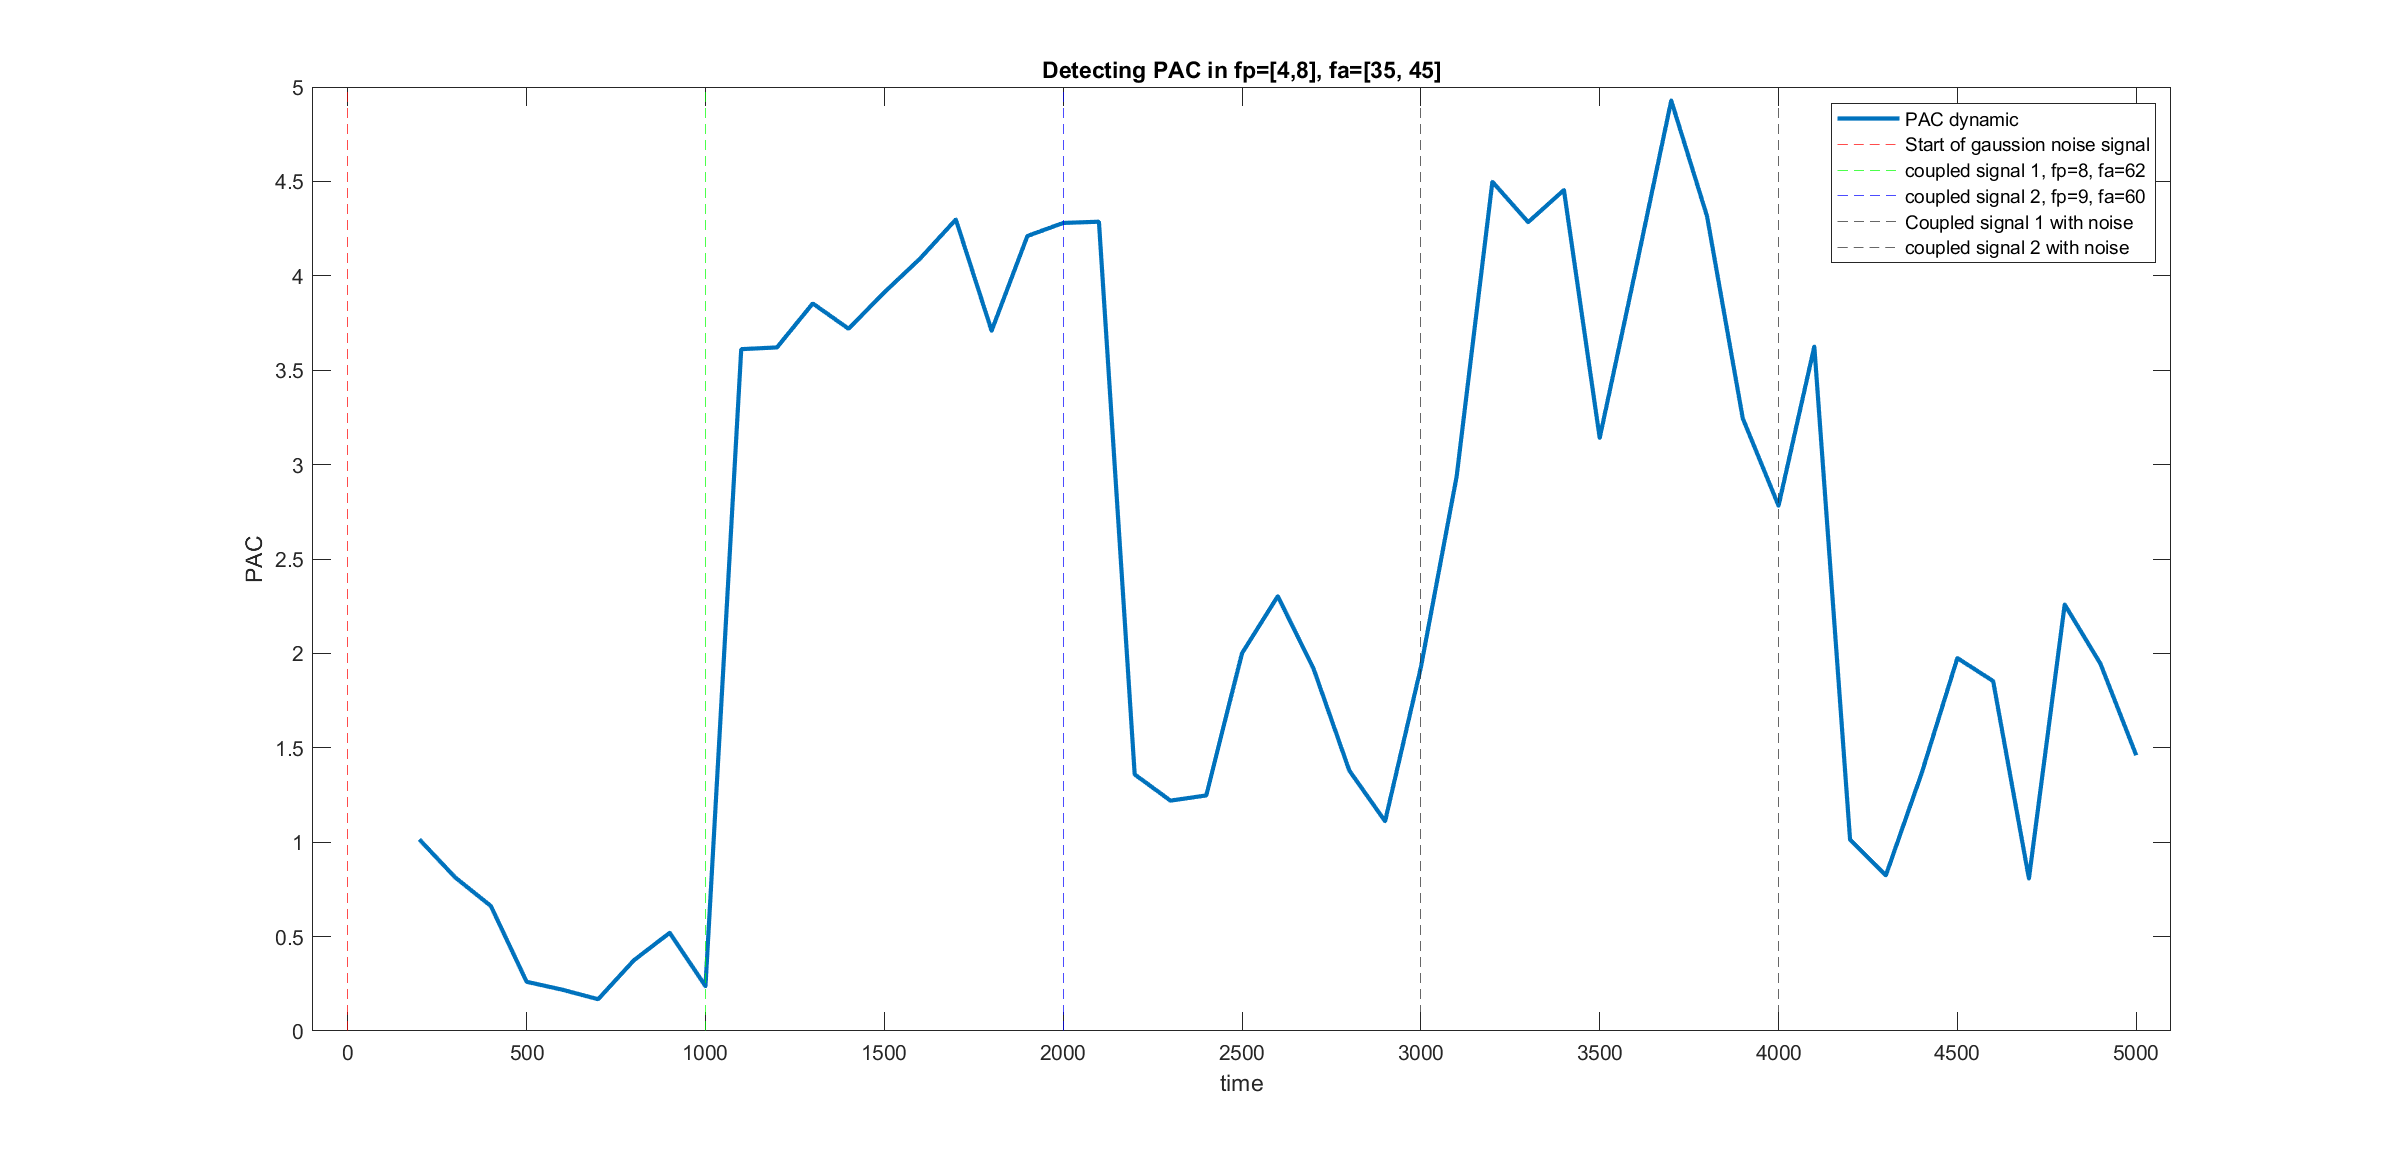 Detecting PAC in fp=[4,8], fa=[35, 45]
5
4.5
4
3.5
3
2.5
2
1.5
1
0.5
0
PAC
PAC dynamic
Start of gaussion noise signal
coupled signal 1, fp=8, fa=62
coupled signal 2, fp=9, fa=60
Coupled signal 1 with noise
coupled signal 2 with noise
0 500 1000 1500 2000 2500 3000 3500 4000 4500 5000
time